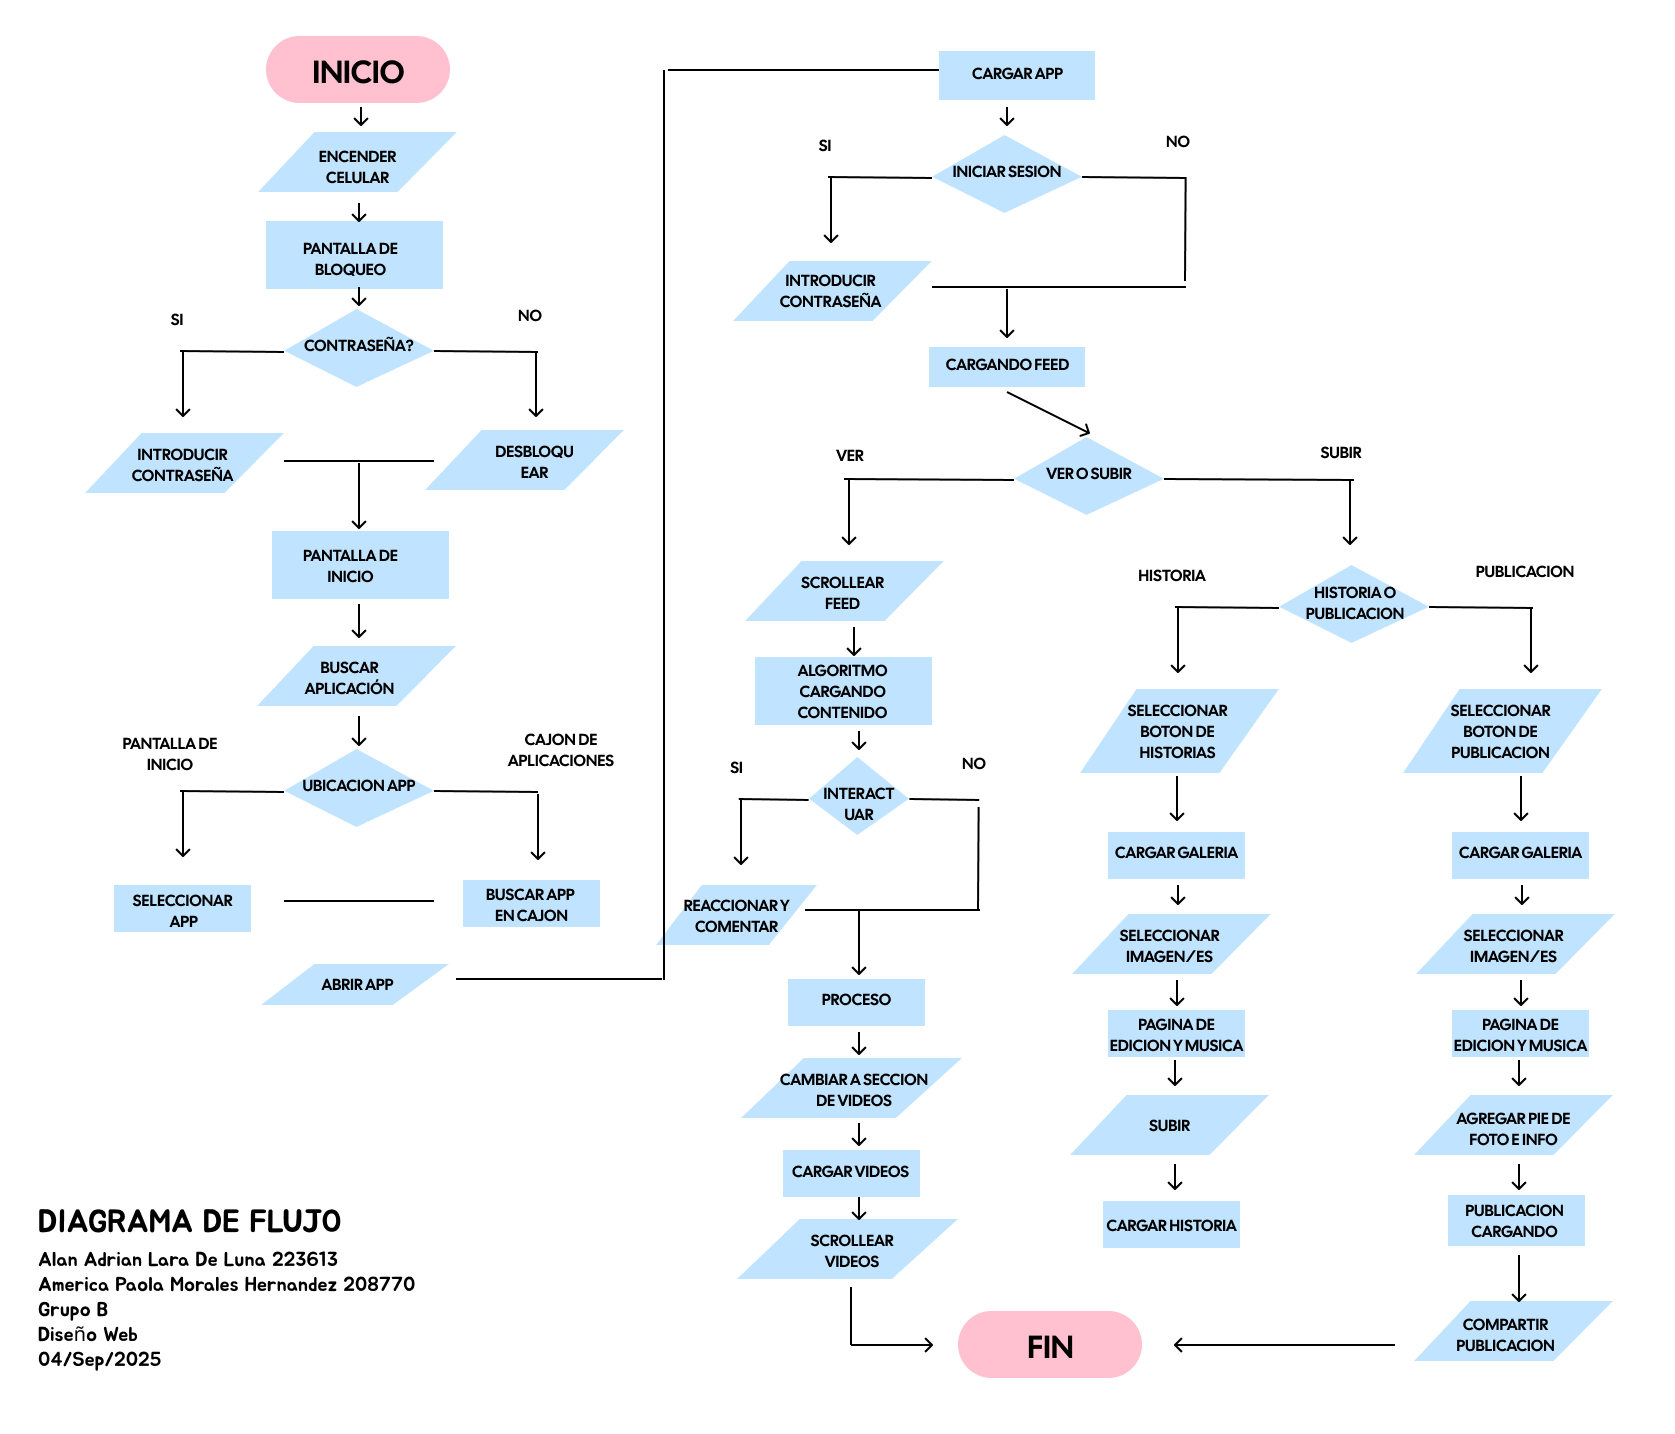 INICIO
ENCENDER
CELULAR
PANTALLA DE
BLOQUEO
SI
NO
CONTRASEÑA?
INTRODUCIR
CONTRASEÑA
DESBLOQU
EAR
PANTALLA DE
INICIO
BUSCAR
APLICACIÓN
PANTALLA DE
INICIO
CAJON DE
APLICACIONES
UBICACION APP
SELECCIONAR
APP
BUSCAR APP
EN CAJON
ABRIR APP
CARGAR APP
SI
NO
INICIAR SESION
INTRODUCIR
CONTRASEÑA
CARGANDO FEED
VER
SUBIR
VER O SUBIR
SCROLLEAR
FEED
ALGORITMO
CARGANDO
CONTENIDO
SI
NO
INTERACT
UAR
REACCIONAR Y
COMENTAR
PROCESO
CAMBIAR A SECCION
DE VIDEOS
CARGAR VIDEOS
SCROLLEAR
VIDEOS
HISTORIA
PUBLICACION
HISTORIA O
PUBLICACION
SELECCIONAR
BOTON DE
HISTORIAS
CARGAR GALERIA
SELECCIONAR
IMAGEN/ES
PAGINA DE
EDICION Y MUSICA
SUBIR
CARGAR HISTORIA
SELECCIONAR
BOTON DE
PUBLICACION
CARGAR GALERIA
SELECCIONAR
IMAGEN/ES
PAGINA DE
EDICION Y MUSICA
AGREGAR PIE DE
FOTO E INFO
PUBLICACION
CARGANDO
COMPARTIR
PUBLICACION
FIN
DIAGRAMA DE FLUJO
Alan Adrian Lara De Luna 223613
America Paola Morales Hernandez 208770
Grupo B
Diseño Web
04/Sep/2025